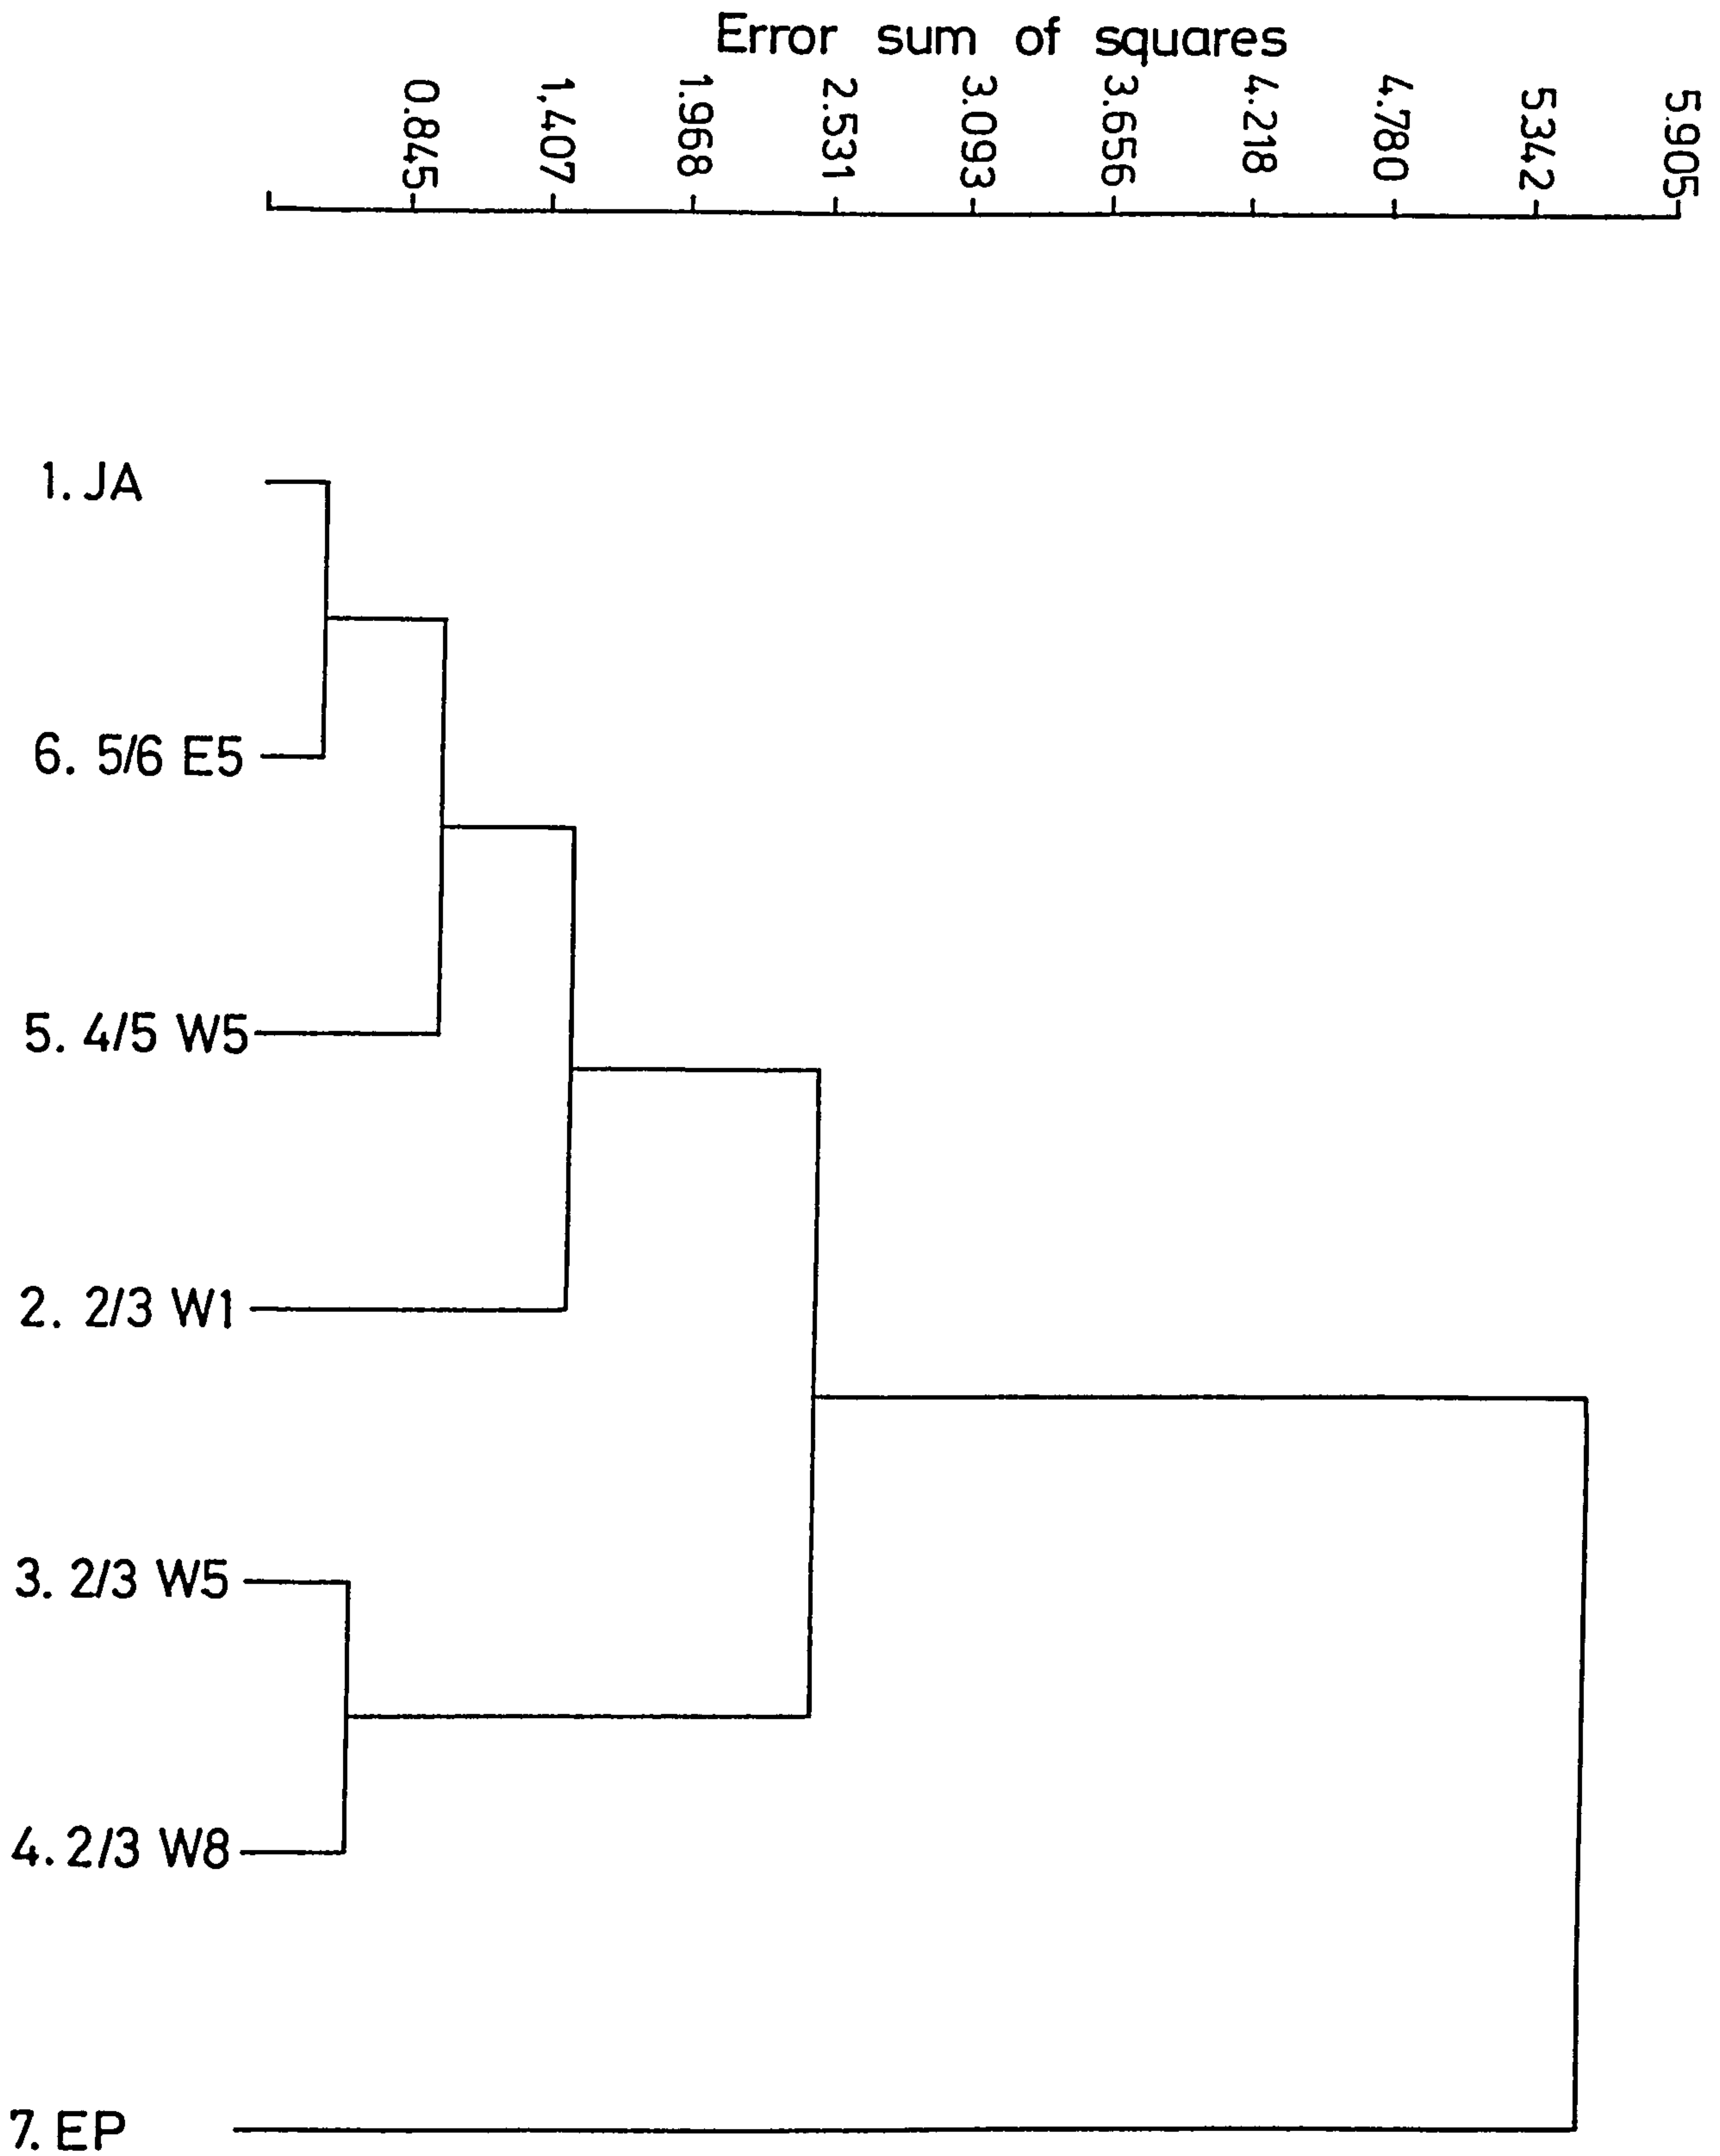 Error sum of squares
0.845
1,407
1.968
2.531
3.093
3.656
4.218
4.780
5.342
5.905
1. JA
6. 5/6 E5
5. 4/5 W5
2. 2/3 W1
3. 2/3 W5
4. 2/3 W8
7. EP